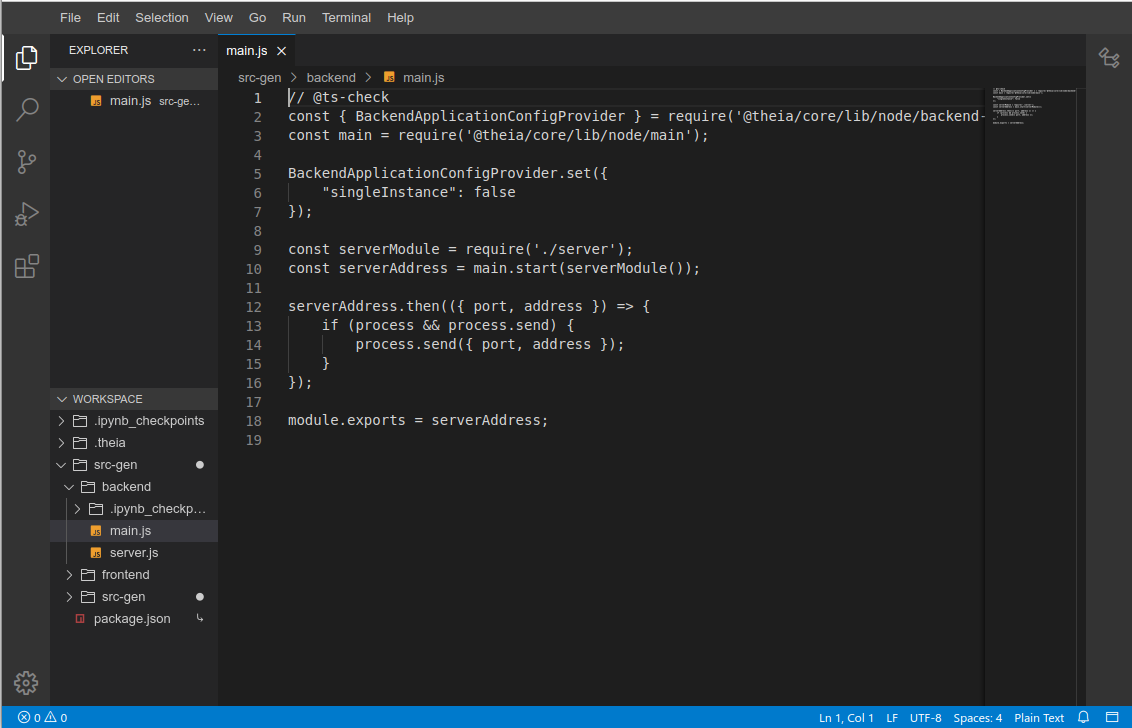 File Edit Selection View Go Run Terminal Help
EXPLORER ···
OPEN EDITORS
main.js src-ge...
WORKSPACE
.ipynb_checkpoints
.theia
src-gen
backend
.ipynb_checkp...
main.js
server.js
frontend
src-gen
package.json
main.js
src-gen > backend > JS main.js
1 // @ts-check
2 const { BackendApplicationConfigProvider } = require('@theia/core/lib/node/backend-
3 const main = require('@theia/core/lib/node/main');
4
5 BackendApplicationConfigProvider.set({
6     "singleInstance": false
7 });
8
9 const serverModule = require('./server');
10 const serverAddress = main.start(serverModule());
11
12 serverAddress.then(({ port, address }) => {
13     if (process && process.send) {
14         process.send({ port, address });
15     }
16 });
17
18 module.exports = serverAddress;
19
0 0 Ln 1, Col 1 LF UTF-8 Spaces: 4 Plain Text